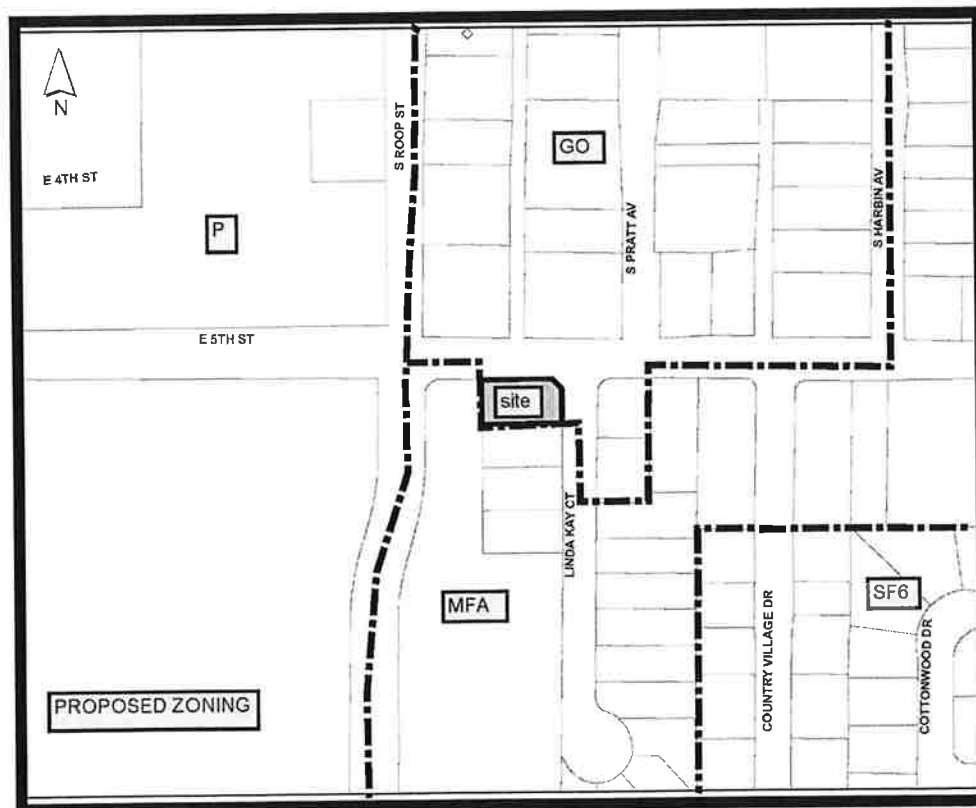 N
E 4TH ST
P
S ROOP ST
GO
S PRATT AV
S HARBIN AV
E 5TH ST
site
LINDA KAY CT
MFA
SF6
COUNTRY VILLAGE DR
COTTONWOOD DR
PROPOSED ZONING